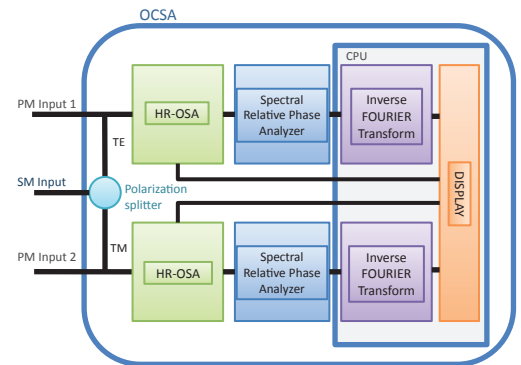 OCSA
CPU
PM Input 1
HR-OSA
Spectral
Relative Phase
Analyzer
Inverse
FOURIER
Transform
TE
SM Input
Polarization
splitter
DISPLAY
TM
PM Input 2
HR-OSA
Spectral
Relative Phase
Analyzer
Inverse
FOURIER
Transform